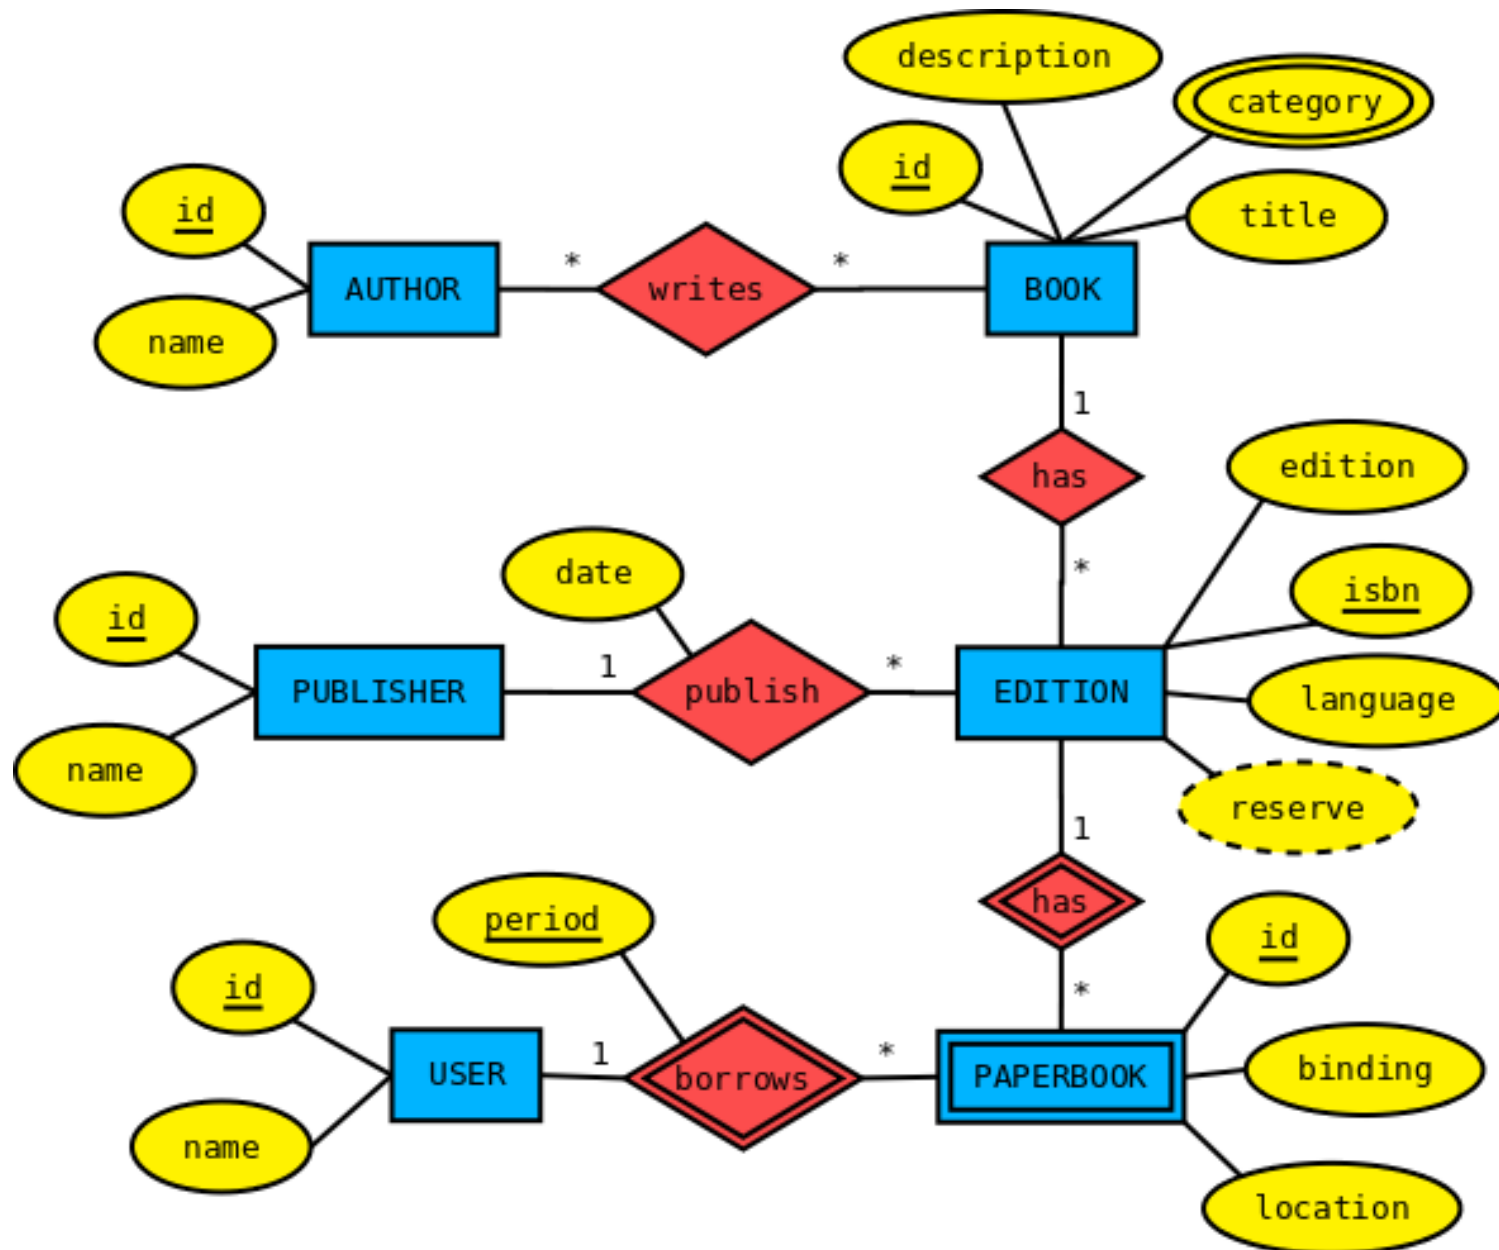 description
category
id
title
id
AUTHOR
*
writes
*
BOOK
name
1
has
edition
*
date
isbn
id
1
*
PUBLISHER
publish
EDITION
language
name
reserve
1
has
period
id
id
*
1
*
USER
borrows
PAPERBOOK
binding
name
location